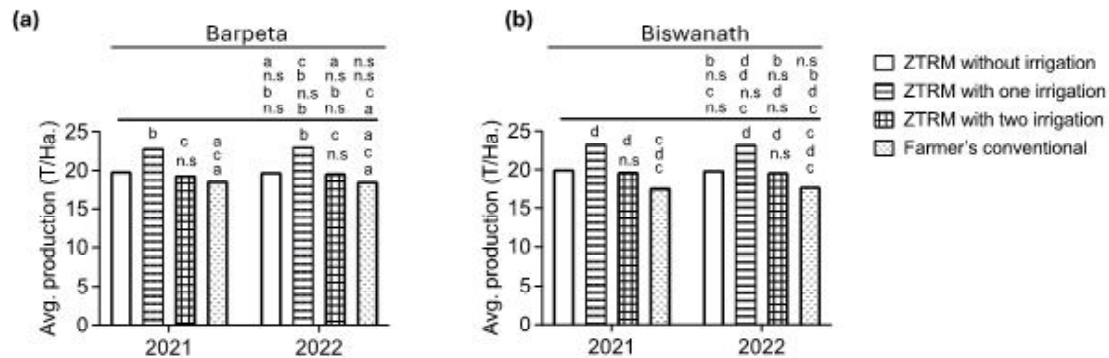 (a)
Barpeta
a c a n.s
n.s b n.s n.s
b n.s b c
n.s b n.s a
25
20
15
10
5
0
Avg. production (T/Ha.)
b
c
n.s
a
c
a
b
c
n.s
a
c
a
2021 2022
(b)
Biswanath
b d b n.s
n.s d n.s b
c n.s d d
n.s c n.s c
25
20
15
10
5
0
Avg. production (T/Ha.)
d
d
n.s
c
d
c
d
d
n.s
c
d
c
2021 2022
ZTRM without irrigation
ZTRM with one irrigation
ZTRM with two irrigation
Farmer's conventional